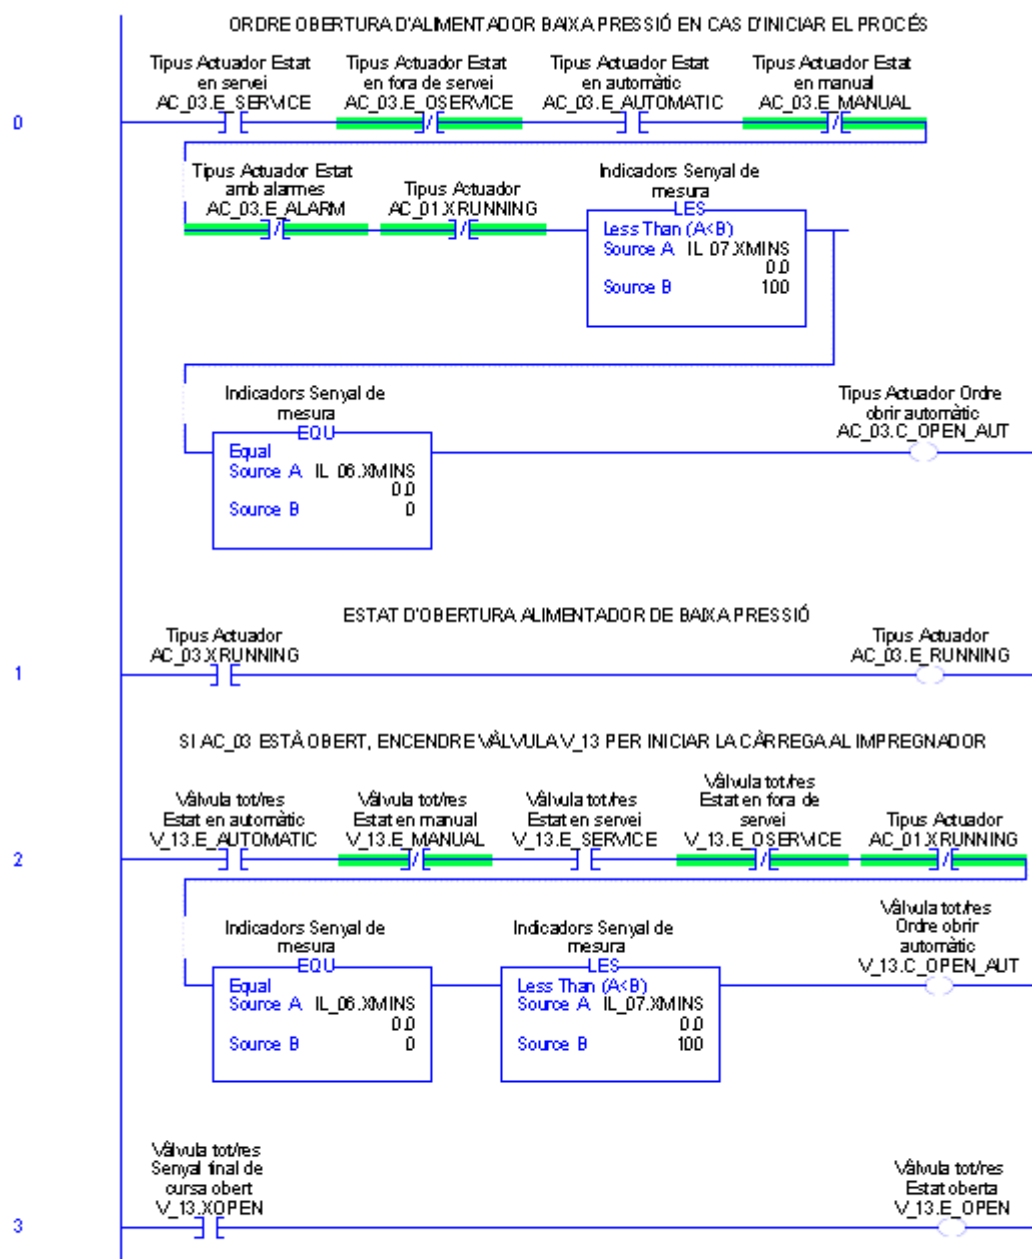 ORDRE OBERTURA D'ALIMENTADOR BAIXA PRESSIÓ EN CAS D'INICIAR EL PROCÉS
Tipus Actuador Estat en servei AC_03.E_SERVICE
Tipus Actuador Estat en fora de servei AC_03.E_OSERVICE
Tipus Actuador Estat en automàtic AC_03.E_AUTOMATIC
Tipus Actuador Estat en manual AC_03.E_MANUAL
0
Tipus Actuador Estat amb alarmes AC_03.E_ALARM
Tipus Actuador AC_01.XRUNNING
Indicadors Senyal de mesura
LES
Less Than (A<B)
Source A IL_07.XMINS
0.0
Source B 100
Indicadors Senyal de mesura
EQU
Equal
Source A IL_06.XMINS
0.0
Source B 0
Tipus Actuador Ordre obrir automàtic AC_03.C_OPEN_AUT
ESTAT D'OBERTURA ALIMENTADOR DE BAIXA PRESSIÓ
Tipus Actuador AC_03.XRUNNING
Tipus Actuador AC_03.E_RUNNING
1
SI AC_03 ESTÀ OBERT, ENCENDRE VÀLVULA V_13 PER INICIAR LA CÀRREGA AL IMPREGNADOR
Vàlvula tot/res Estat en automàtic V_13.E_AUTOMATIC
Vàlvula tot/res Estat en manual V_13.E_MANUAL
Vàlvula tot/res Estat en servei V_13.E_SERVICE
Vàlvula tot/res Estat en fora de servei V_13.E_OSERVICE
Tipus Actuador AC_01.XRUNNING
2
Indicadors Senyal de mesura
EQU
Equal
Source A IL_06.XMINS
0.0
Source B 0
Indicadors Senyal de mesura
LES
Less Than (A<B)
Source A IL_07.XMINS
0.0
Source B 100
Vàlvula tot/res Ordre obrir automàtic V_13.C_OPEN_AUT
Vàlvula tot/res Senyal final de cursa obert V_13.XOPEN
Vàlvula tot/res Estat oberta V_13.E_OPEN
3